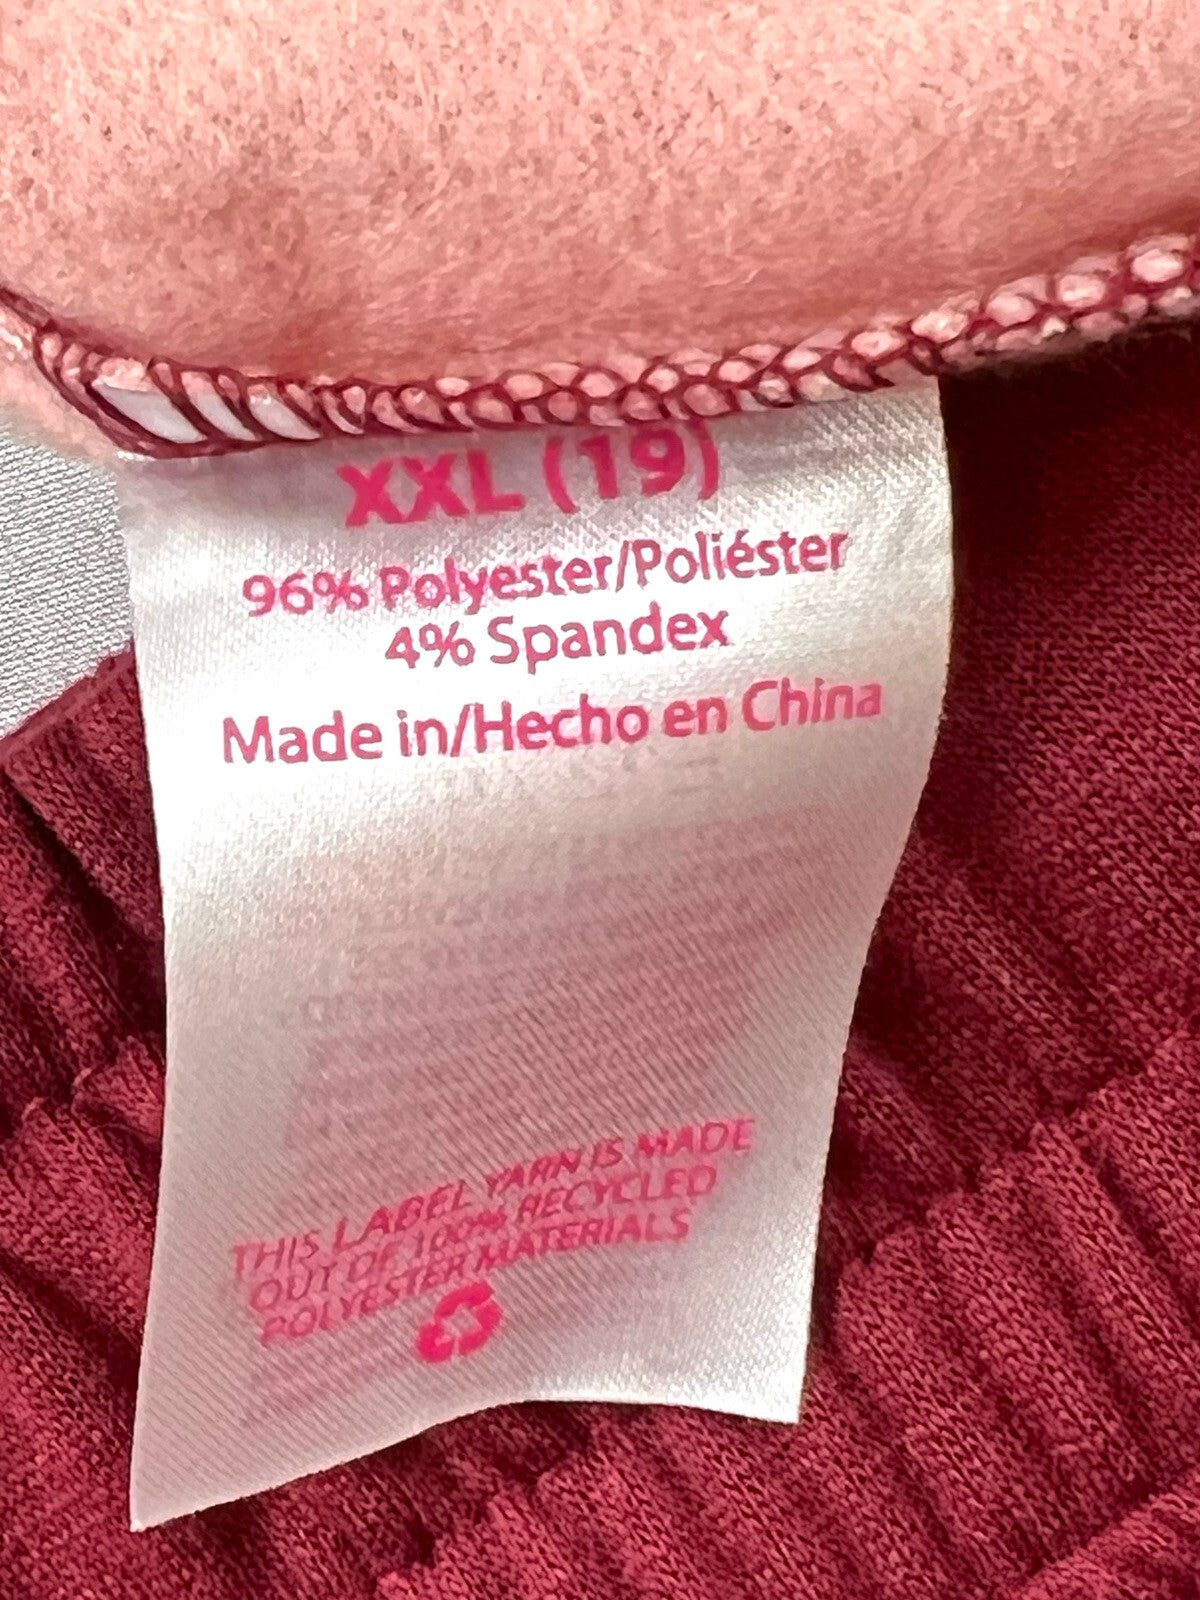 XXL (19)
96% Polyester/Poliéster
4% Spandex
Made in/Hecho en China
THIS LABEL YARN IS MADE
OUT OF 100% RECYCLED
POLYESTER MATERIALS